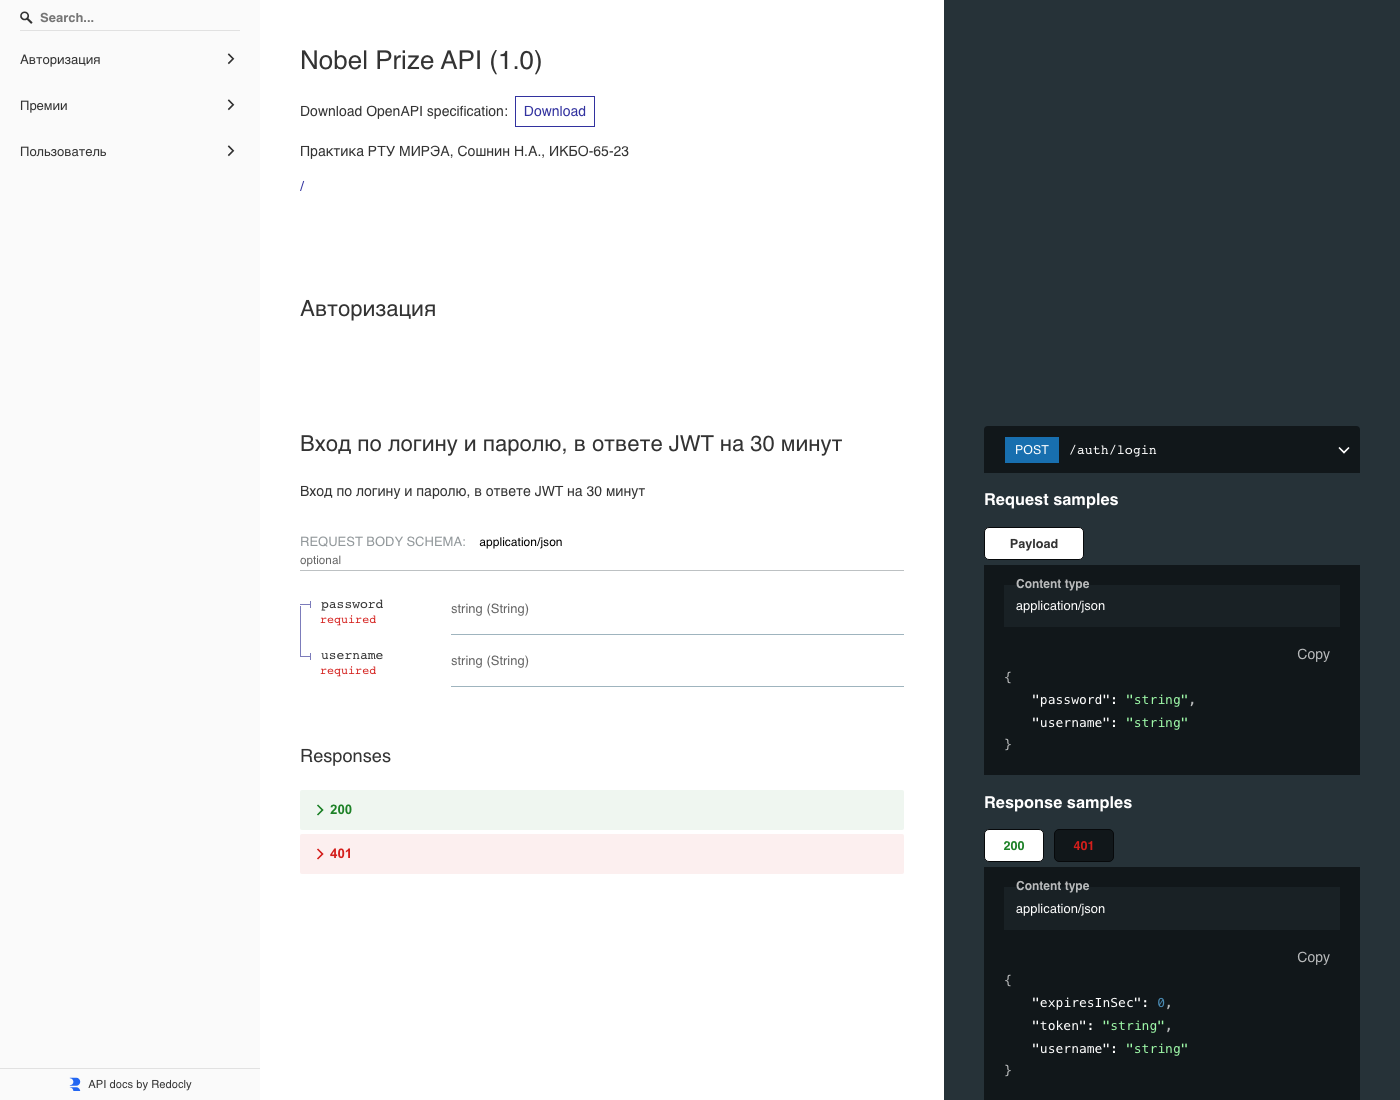 Search...
Авторизация
Премии
Пользователь
API docs by Redocly
Nobel Prize API (1.0)
Download OpenAPI specification: Download
Практика РТУ МИРЭА, Сошнин Н.А., ИКБО-65-23
/
Авторизация
Вход по логину и паролю, в ответе JWT на 30 минут
Вход по логину и паролю, в ответе JWT на 30 минут
REQUEST BODY SCHEMA: application/json
optional
password string (String)
required
username string (String)
required
Responses
200
401
POST /auth/login
Request samples
Payload
Content type
application/json
Copy
{
"password": "string",
"username": "string"
}
Response samples
200 401
Content type
application/json
Copy
{
"expiresInSec": 0,
"token": "string",
"username": "string"
}